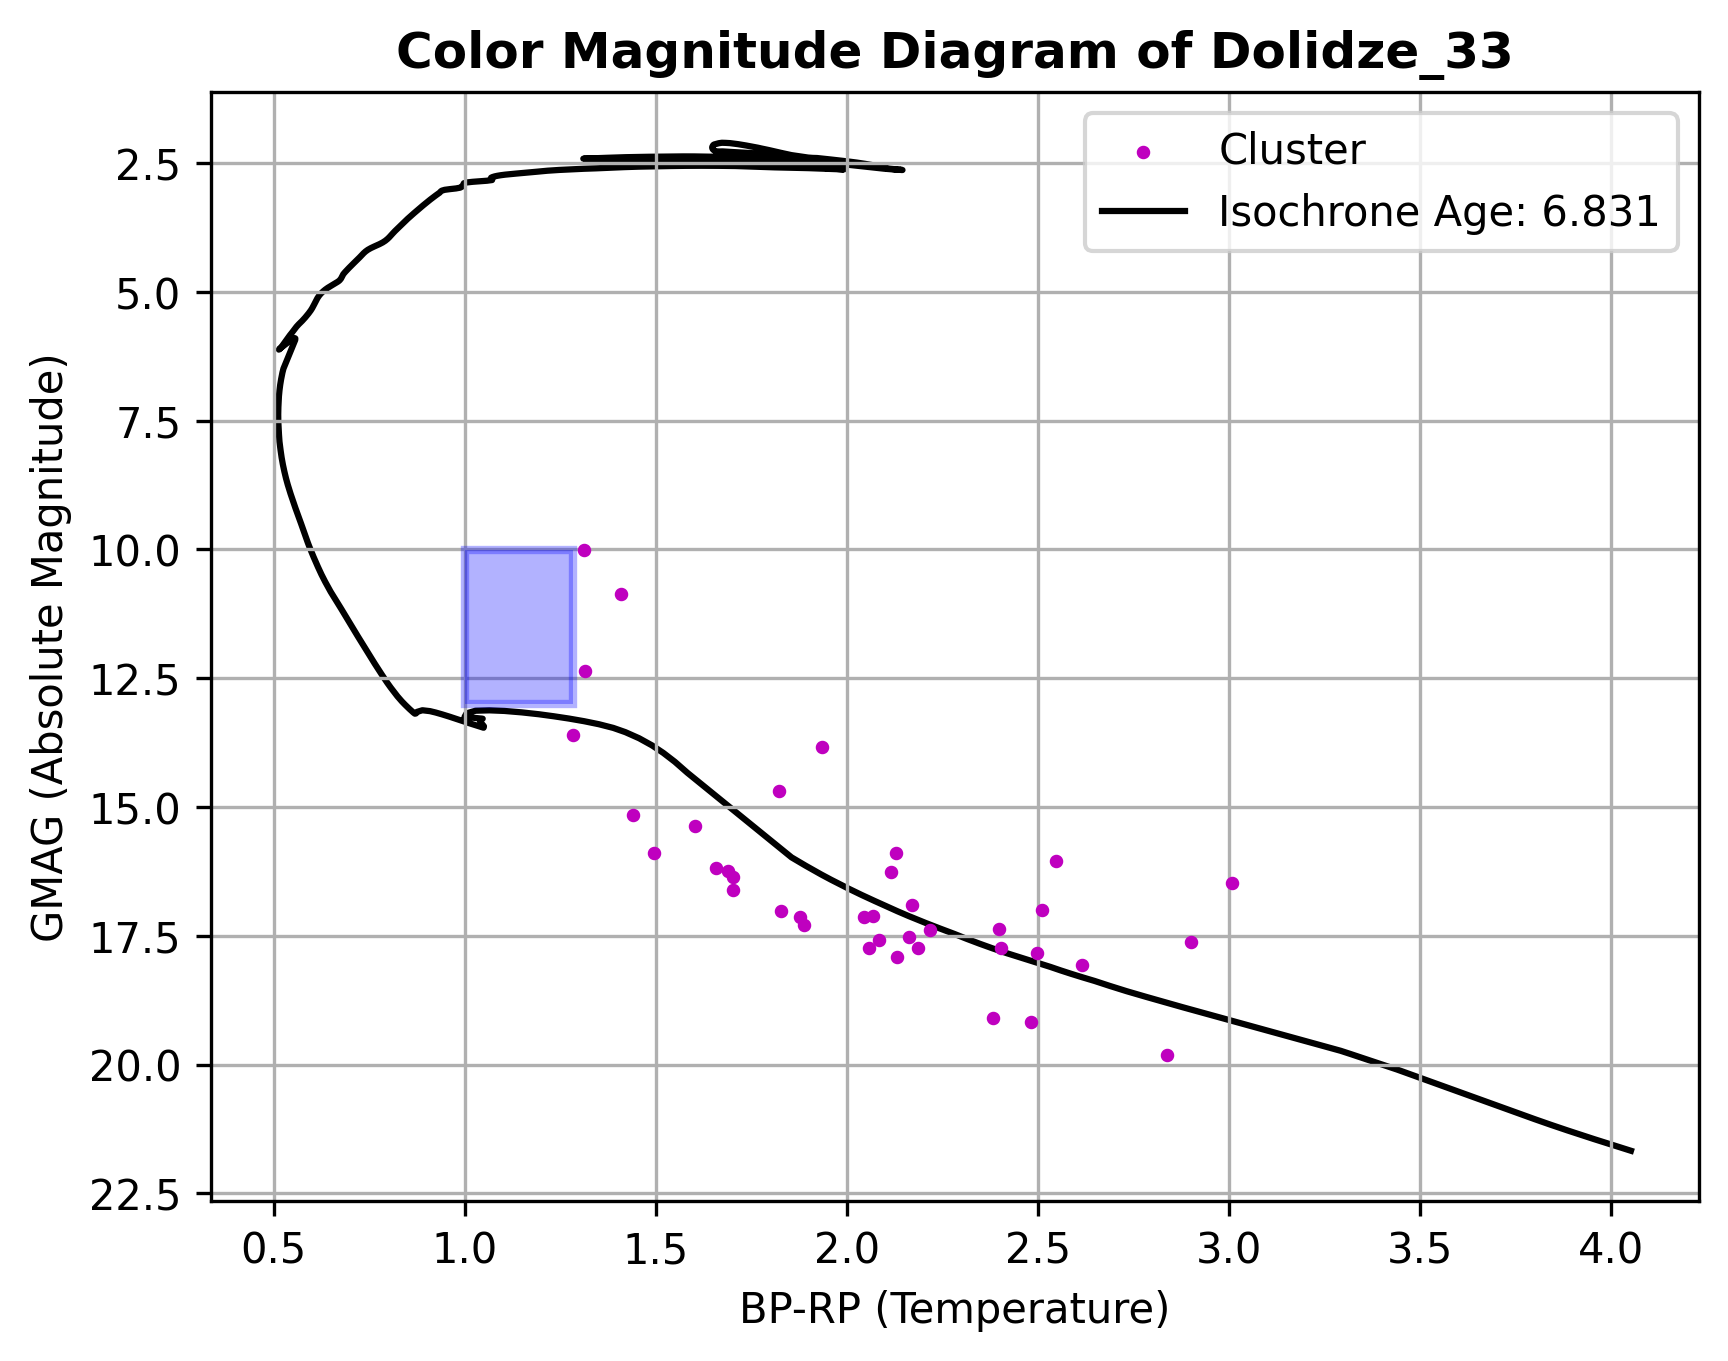 Color Magnitude Diagram of Dolidze_33
Cluster
Isochrone Age: 6.831
GMAG (Absolute Magnitude)
2.5
5.0
7.5
10.0
12.5
15.0
17.5
20.0
22.5
0.5 1.0 1.5 2.0 2.5 3.0 3.5 4.0
BP-RP (Temperature)